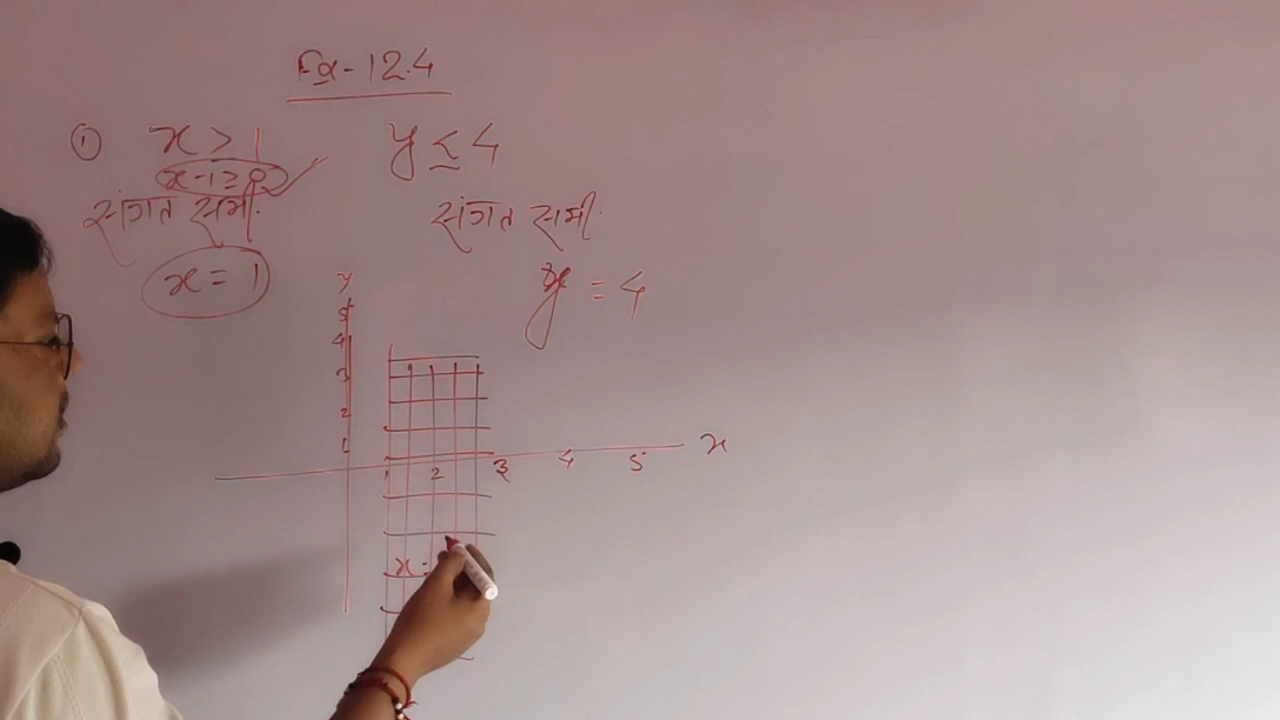 Ex-12.4
① x > 1 y ≤ 4
x-1≥0
संगत समी. संगत समी.
x = 1 y = 4
y
5
4
3
2
1
1 2 3 4 5 x
x -